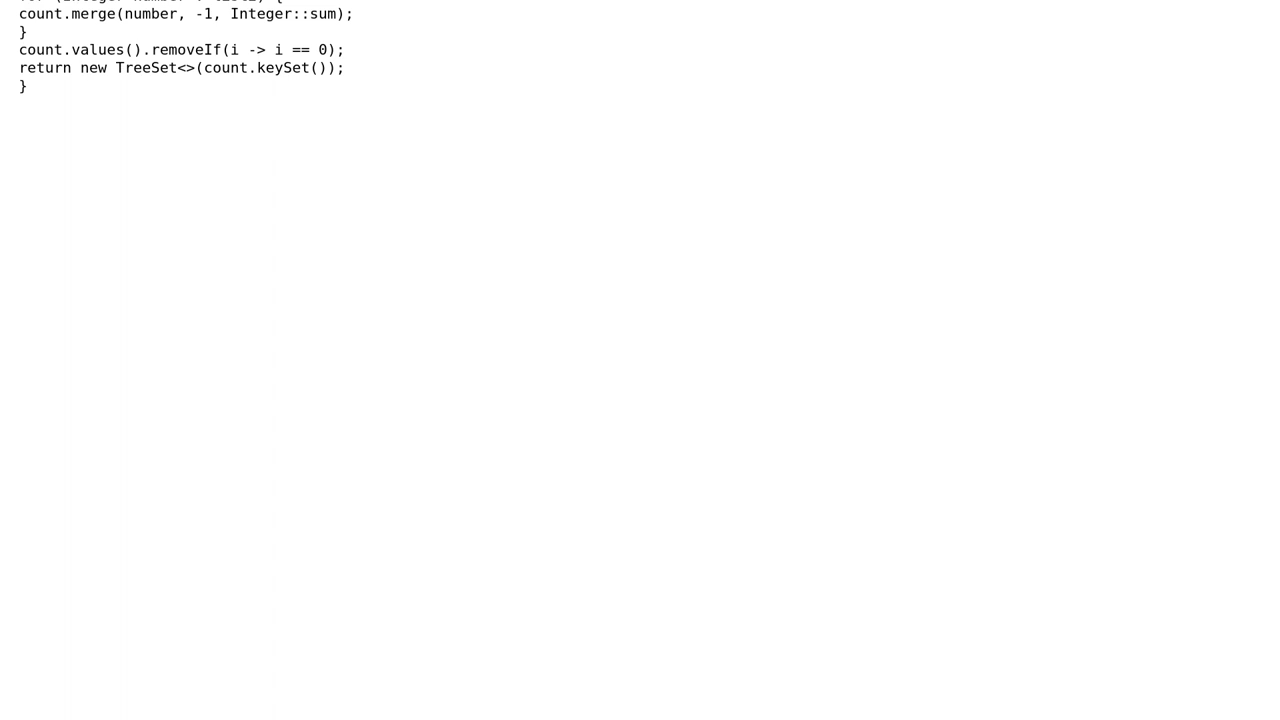 count.merge(number, -1, Integer::sum);
}
count.values().removeIf(i -> i == 0);
return new TreeSet<>(count.keySet());
}